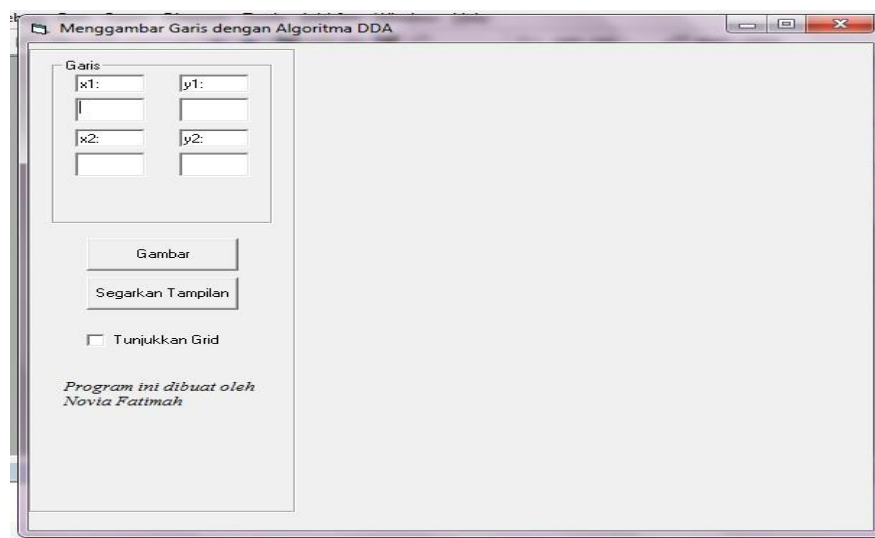 Menggambar Garis dengan Algoritma DDA
Garis
x1: y1:
x2: y2:
Gambar
Segarkan Tampilan
Tunjukkan Grid
Program ini dibuat oleh
Novia Fatimah